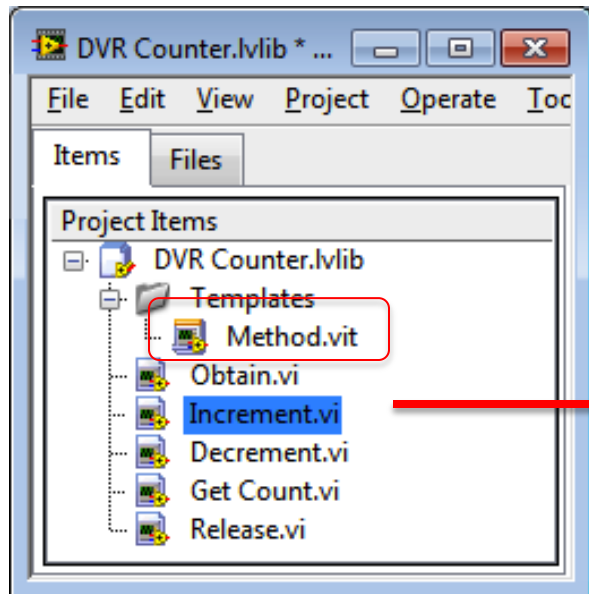 DVR Counter.lvlib * ...
File Edit View Project Operate Toc
Items Files
Project Items
DVR Counter.lvlib
Templates
Method.vit
Obtain.vi
Increment.vi
Decrement.vi
Get Count.vi
Release.vi